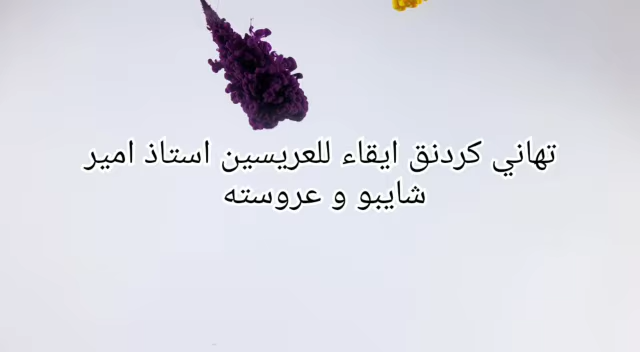 تهاني كردنق ايقاء للعريسين استاذ امير
شايبو و عروسته